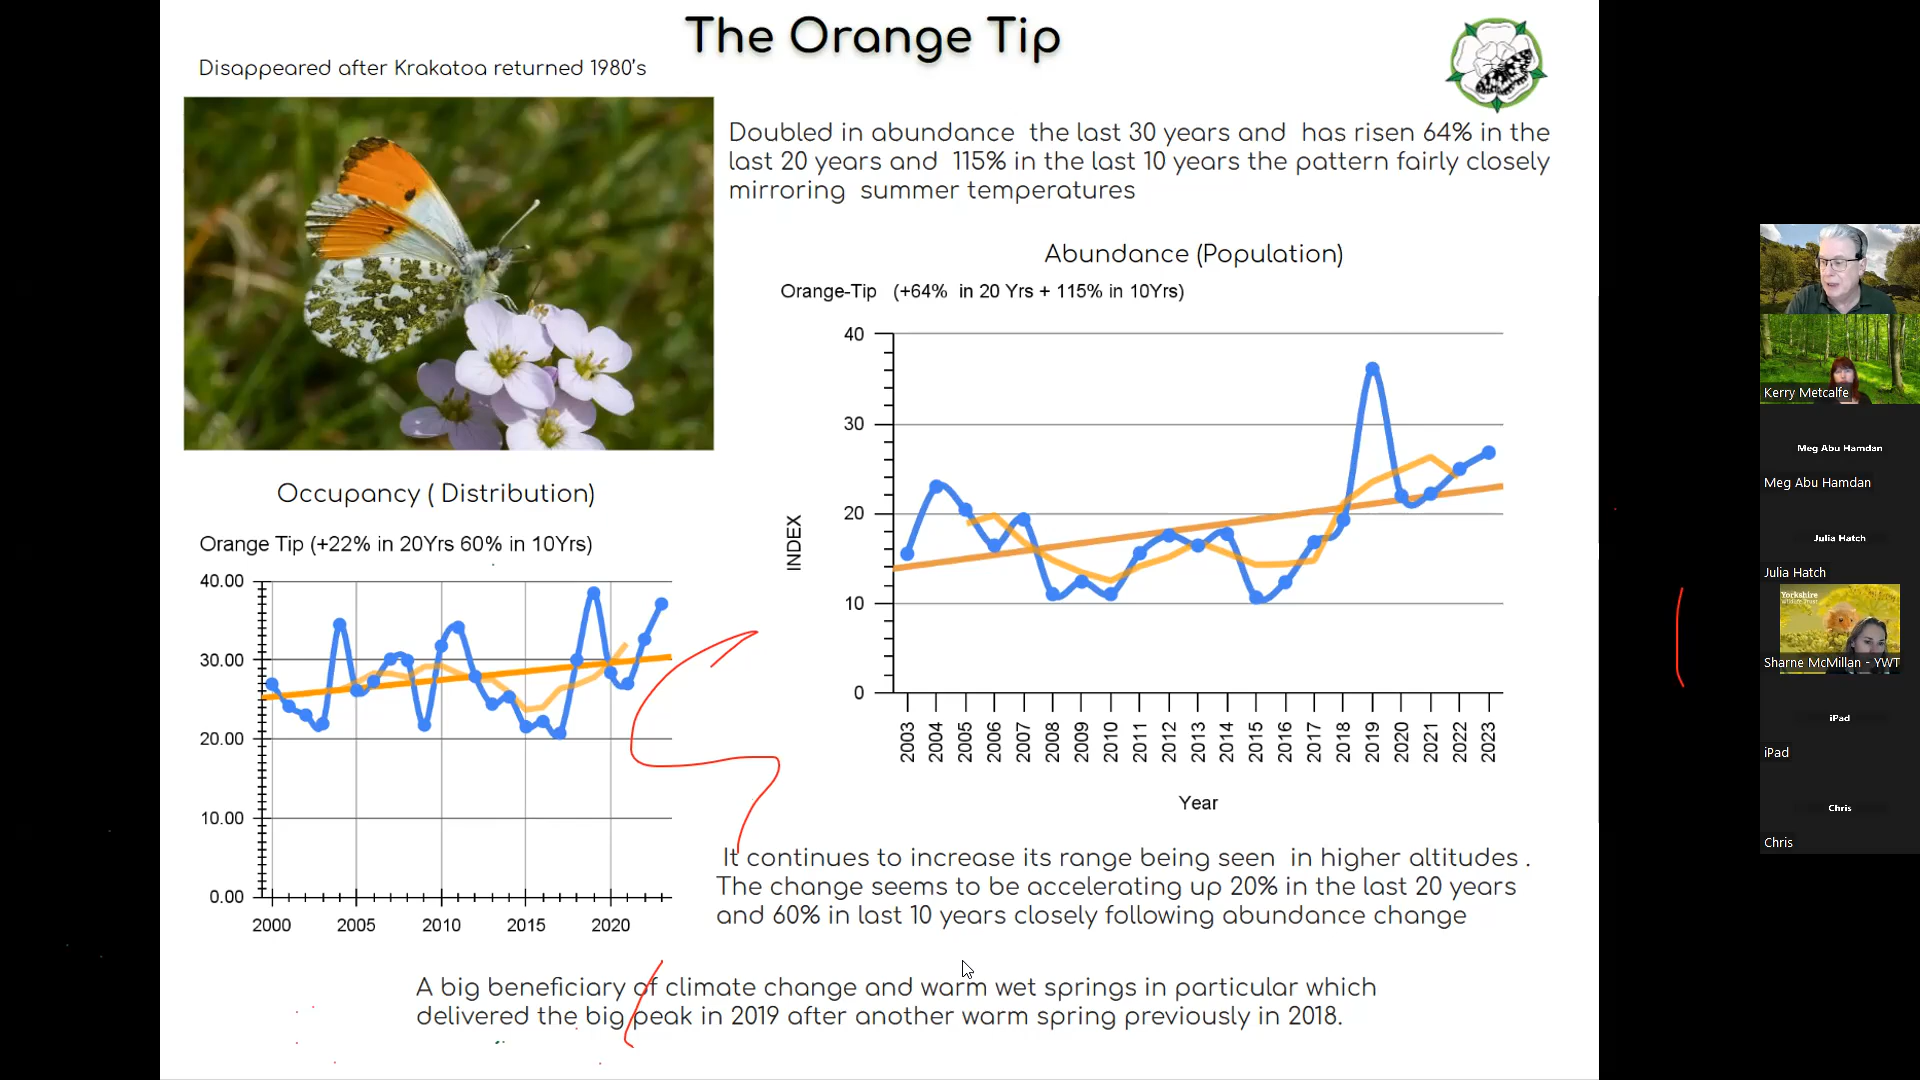 The Orange Tip
Disappeared after Krakatoa returned 1980's
Doubled in abundance the last 30 years and has risen 64% in the
last 20 years and 115% in the last 10 years the pattern fairly closely
mirroring summer temperatures
Abundance (Population)
Orange-Tip (+64% in 20 Yrs + 115% in 10Yrs)
40
30
20
10
0
INDEX
2003 2004 2005 2006 2007 2008 2009 2010 2011 2012 2013 2014 2015 2016 2017 2018 2019 2020 2021 2022 2023
Year
Occupancy ( Distribution)
Orange Tip (+22% in 20Yrs 60% in 10Yrs)
40.00
30.00
20.00
10.00
0.00
2000 2005 2010 2015 2020
It continues to increase its range being seen in higher altitudes .
The change seems to be accelerating up 20% in the last 20 years
and 60% in last 10 years closely following abundance change
A big beneficiary of climate change and warm wet springs in particular which
delivered the big peak in 2019 after another warm spring previously in 2018.
Kerry Metcalfe
Meg Abu Hamdan
Meg Abu Hamdan
Julia Hatch
Julia Hatch
Yorkshire
Wildlife Trust
Sharne McMillan - YWT
iPad
iPad
Chris
Chris